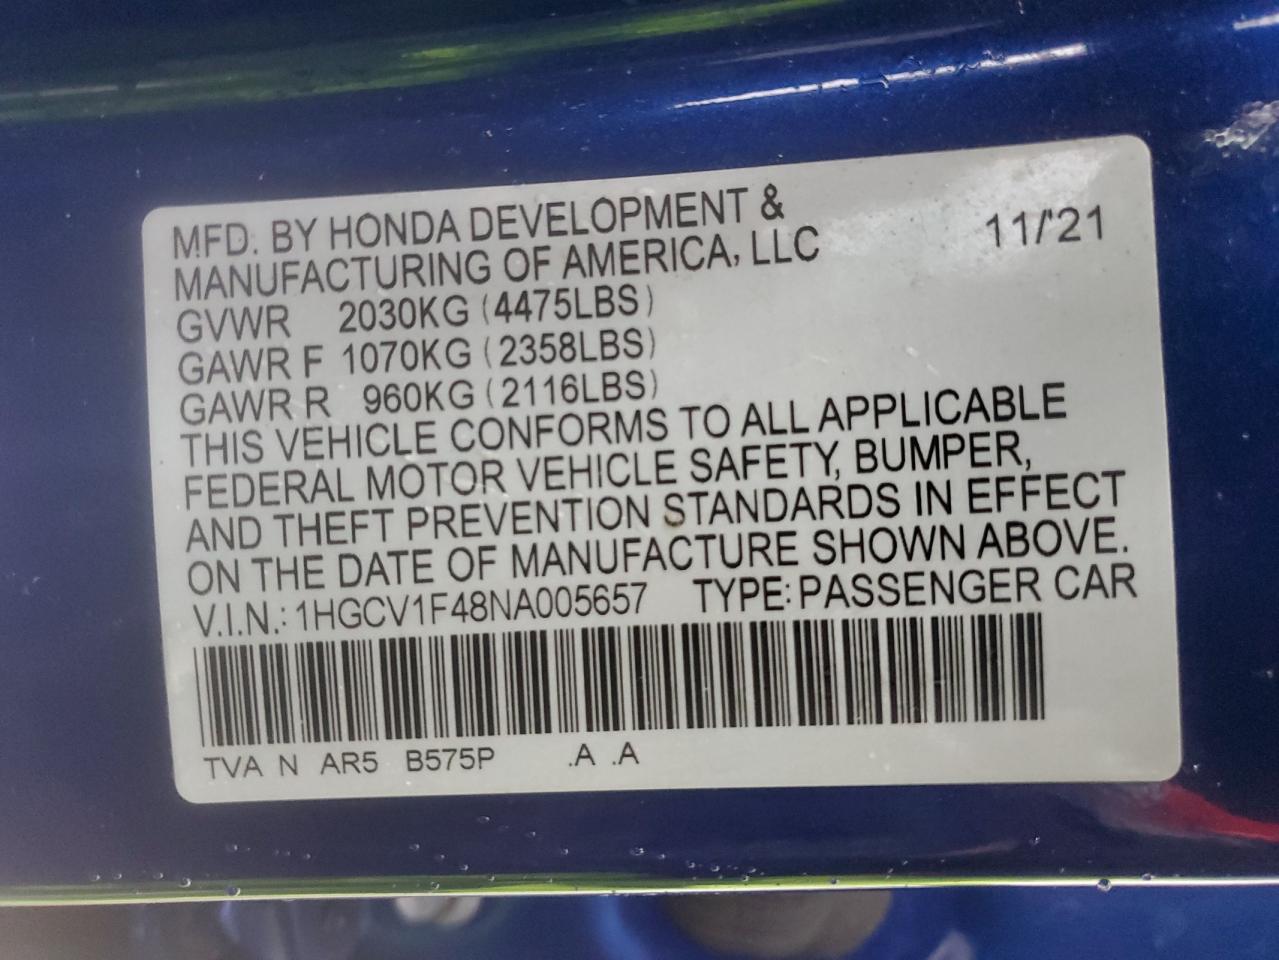 MFD. BY HONDA DEVELOPMENT &
MANUFACTURING OF AMERICA, LLC 11/'21
GVWR 2030KG (4475LBS)
GAWR F 1070KG (2358LBS)
GAWR R 960KG (2116LBS)
THIS VEHICLE CONFORMS TO ALL APPLICABLE
FEDERAL MOTOR VEHICLE SAFETY, BUMPER,
AND THEFT PREVENTION STANDARDS IN EFFECT
ON THE DATE OF MANUFACTURE SHOWN ABOVE.
V.I.N.: 1HGCV1F48NA005657 TYPE: PASSENGER CAR
TVA N AR5 B575P .A .A